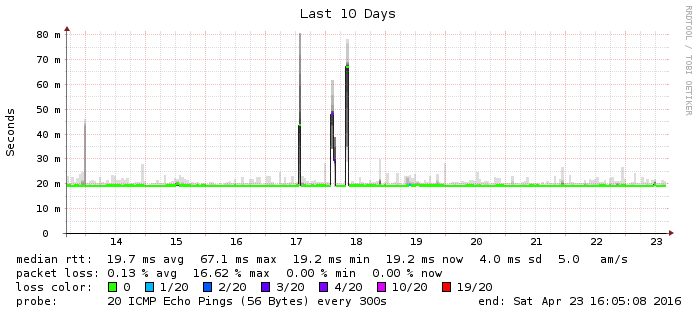 Last 10 Days
RRDTOOL / TOBI OETIKER
Seconds
80 m
70 m
60 m
50 m
40 m
30 m
20 m
10 m
0
14 15 16 17 18 19 20 21 22 23
median rtt: 19.7 ms avg 67.1 ms max 19.2 ms min 19.2 ms now 4.0 ms sd 5.0 am/s
packet loss: 0.13 % avg 16.62 % max 0.00 % min 0.00 % now
loss color: 0 1/20 2/20 3/20 4/20 10/20 19/20
probe: 20 ICMP Echo Pings (56 Bytes) every 300s end: Sat Apr 23 16:05:08 2016